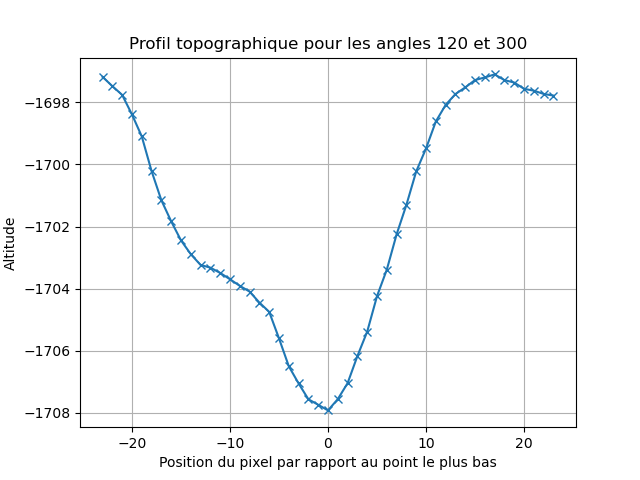 Profil topographique pour les angles 120 et 300
Altitude
−1698
−1700
−1702
−1704
−1706
−1708
−20 −10 0 10 20
Position du pixel par rapport au point le plus bas